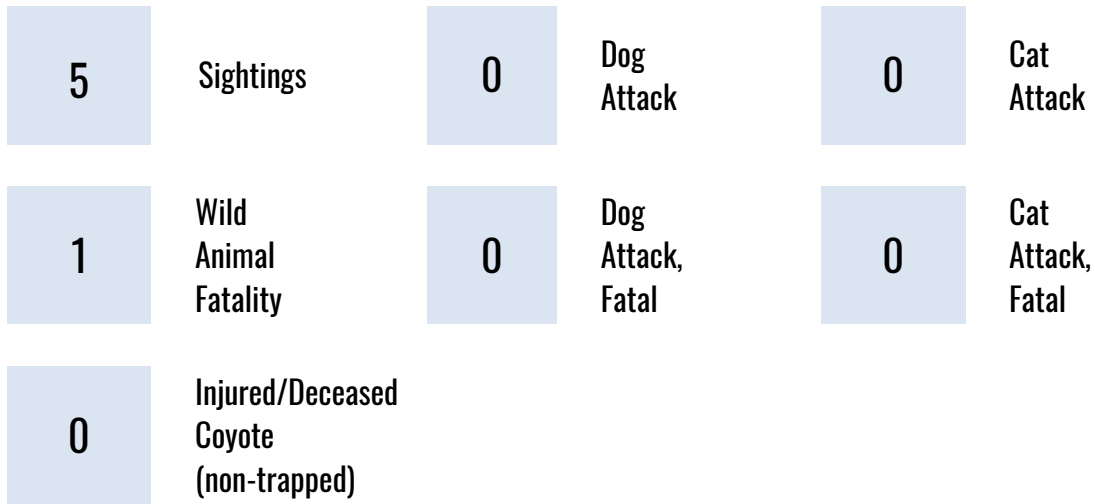 5
Sightings
0
Dog
Attack
0
Cat
Attack
1
Wild
Animal
Fatality
0
Dog
Attack,
Fatal
0
Cat
Attack,
Fatal
0
Injured/Deceased
Coyote
(non-trapped)